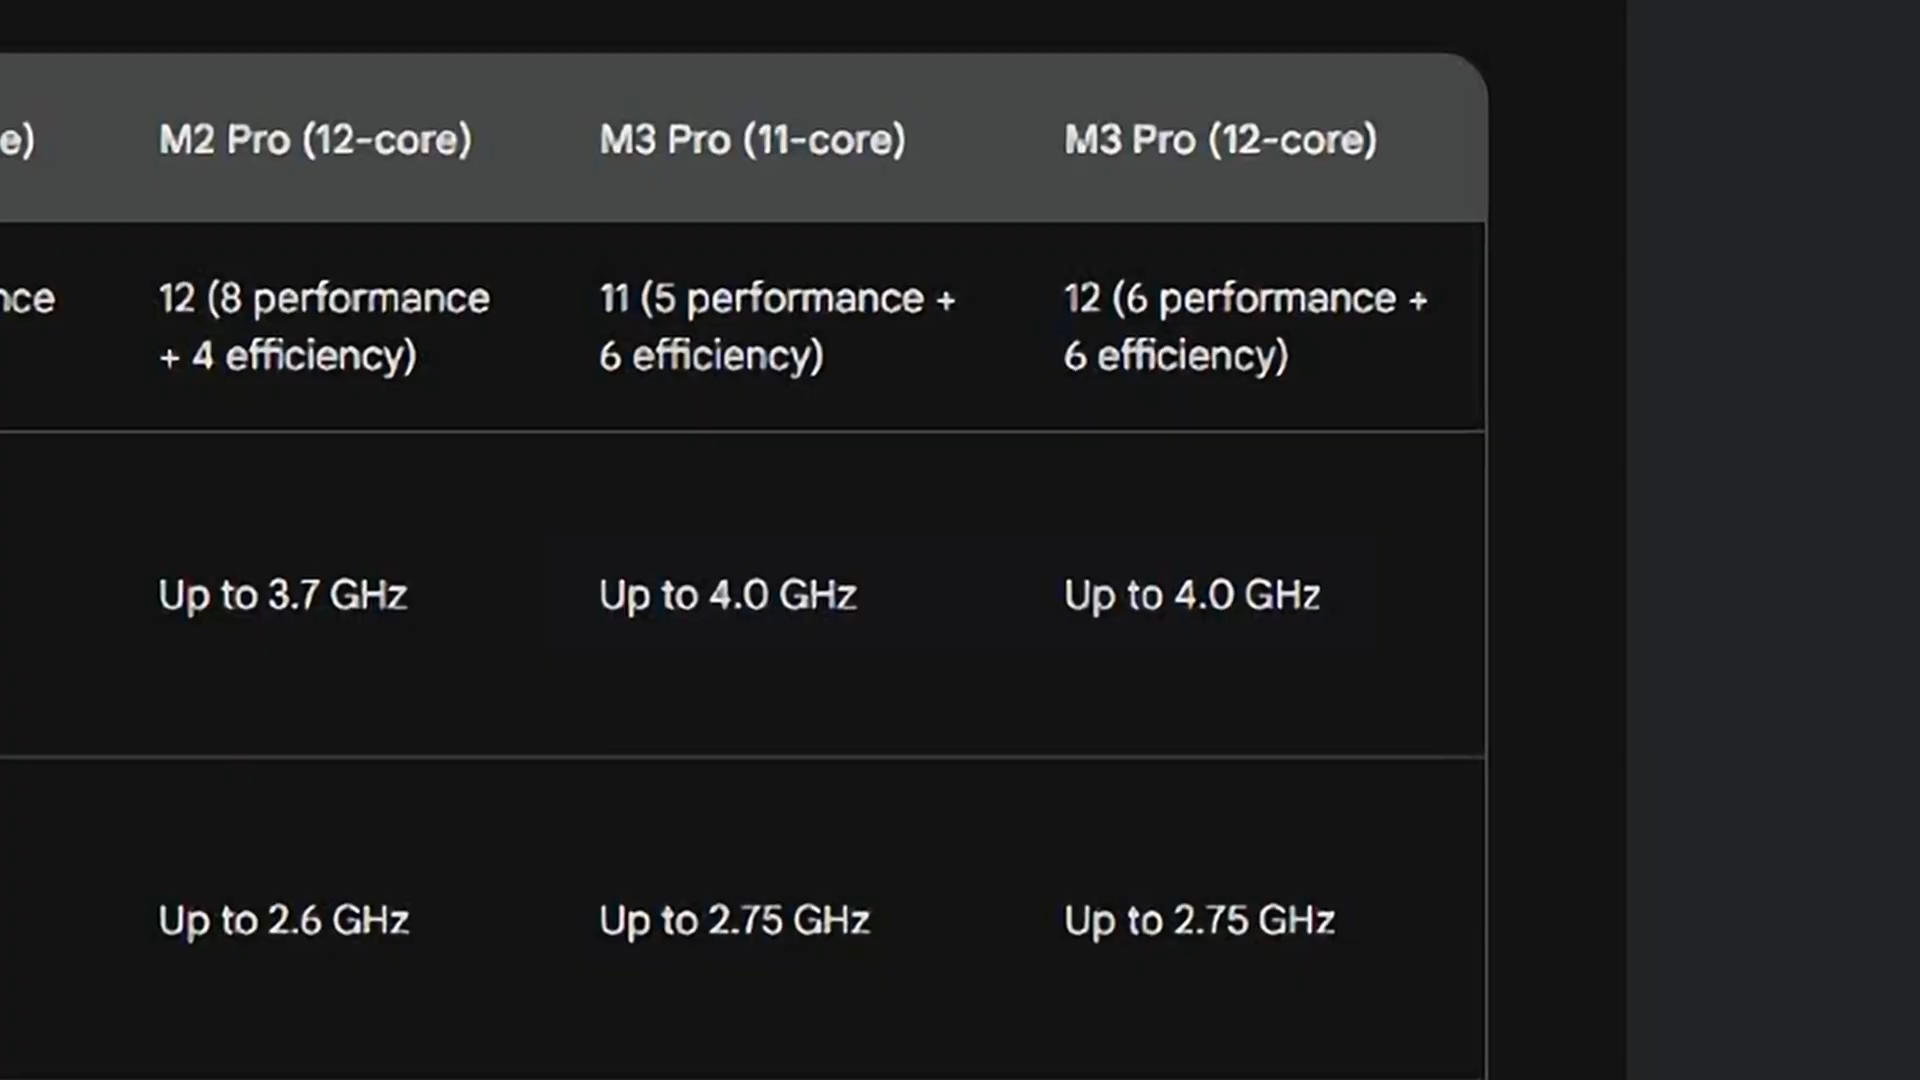 e) M2 Pro (12-core) M3 Pro (11-core) M3 Pro (12-core)
nce 12 (8 performance 11 (5 performance + 12 (6 performance +
+ 4 efficiency) 6 efficiency) 6 efficiency)
Up to 3.7 GHz Up to 4.0 GHz Up to 4.0 GHz
Up to 2.6 GHz Up to 2.75 GHz Up to 2.75 GHz